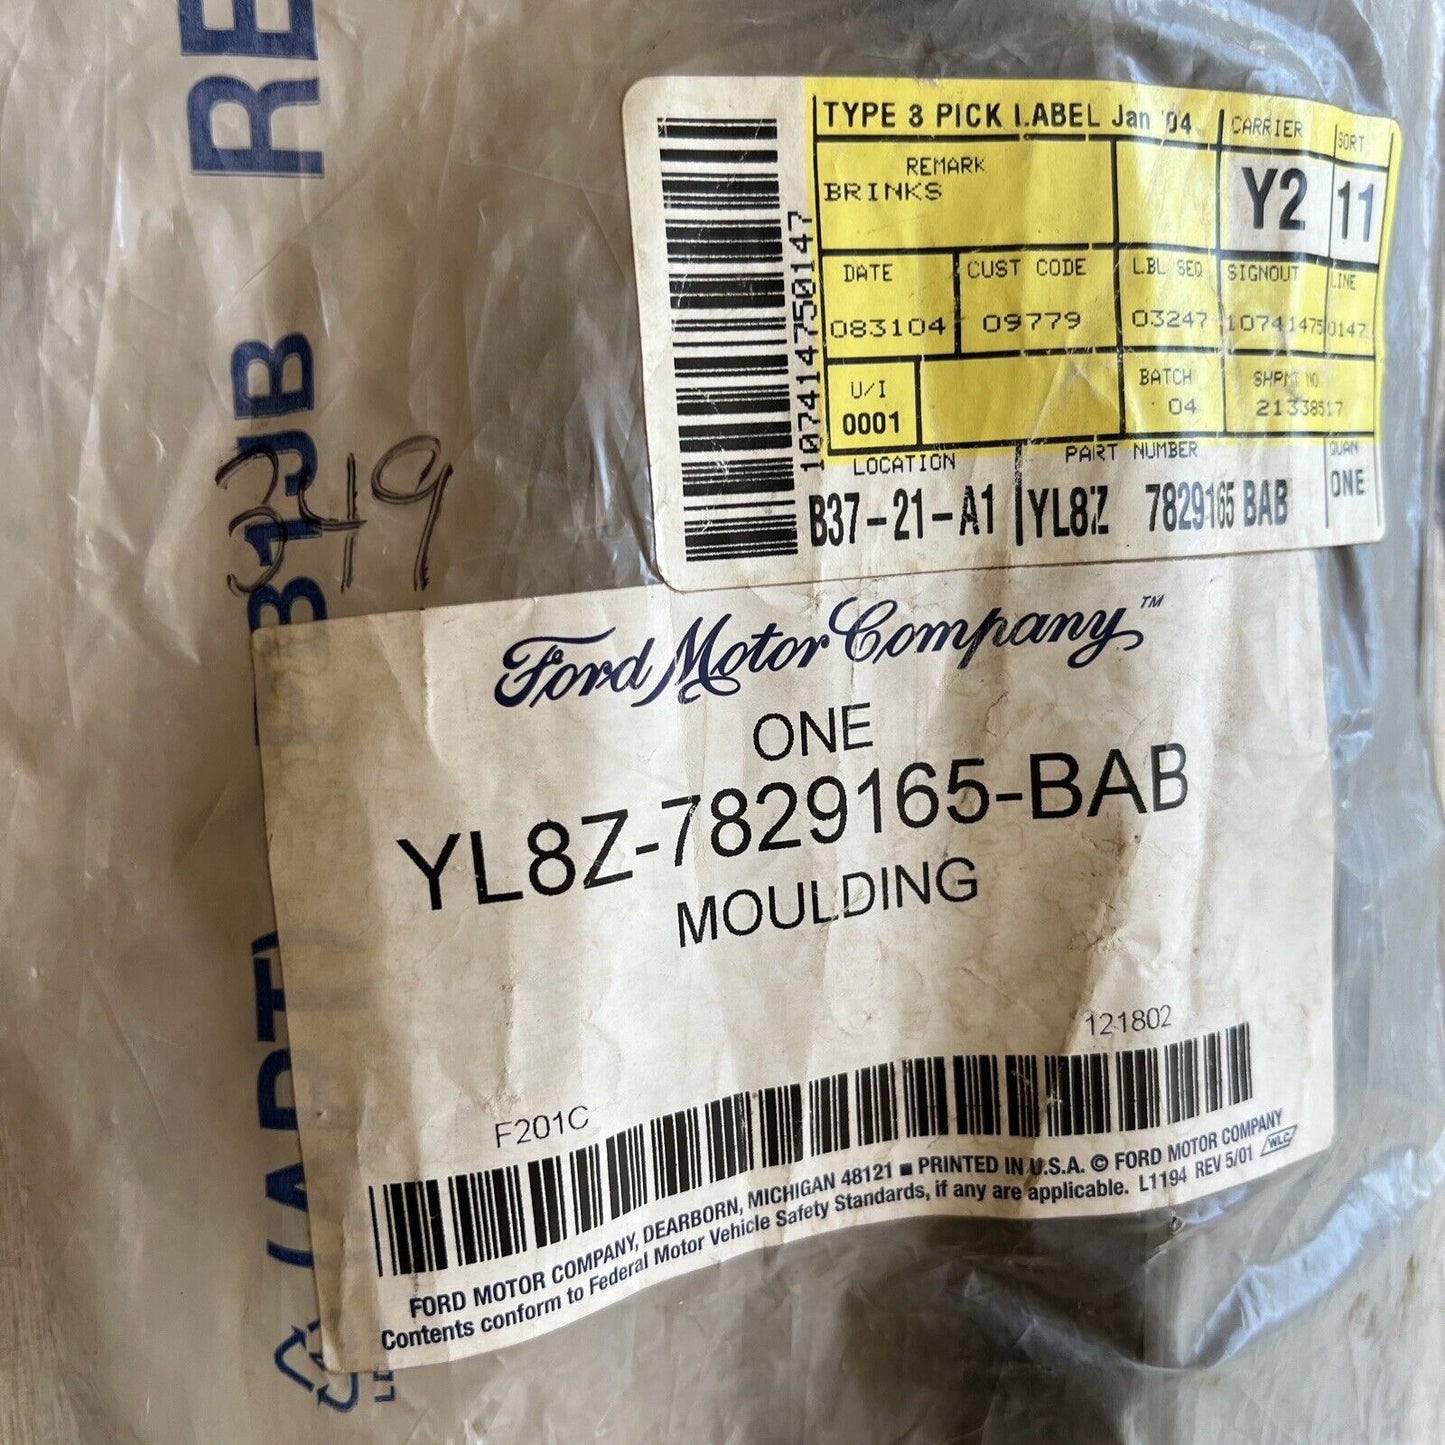 TYPE 3 PICK LABEL Jan '04
CARRIER
SORT
REMARK
BRINKS
Y2
11
DATE
CUST CODE
LBL SEQ
SIGNOUT
LINE
083104
09779
03247
10741475
0147
U/I
0001
BATCH
04
SHPMT NO
21338517
LOCATION
PART NUMBER
QUAN
B37-21-A1
YL8Z 7829165 BAB
ONE
107414750147
RE
B1JB
349
Ford Motor Company™
ONE
YL8Z-7829165-BAB
MOULDING
121802
F201C
FORD MOTOR COMPANY, DEARBORN, MICHIGAN 48121 ■ PRINTED IN U.S.A. © FORD MOTOR COMPANY
Contents conform to Federal Motor Vehicle Safety Standards, if any are applicable. L1194 REV 5/01 WLC